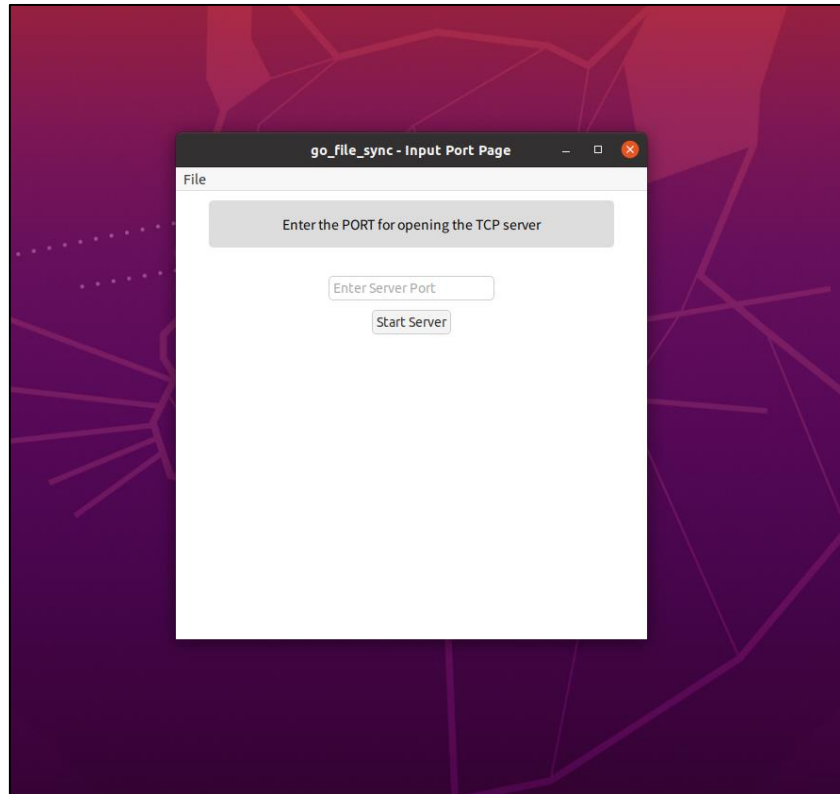 go_file_sync - Input Port Page
File
Enter the PORT for opening the TCP server
Enter Server Port
Start Server